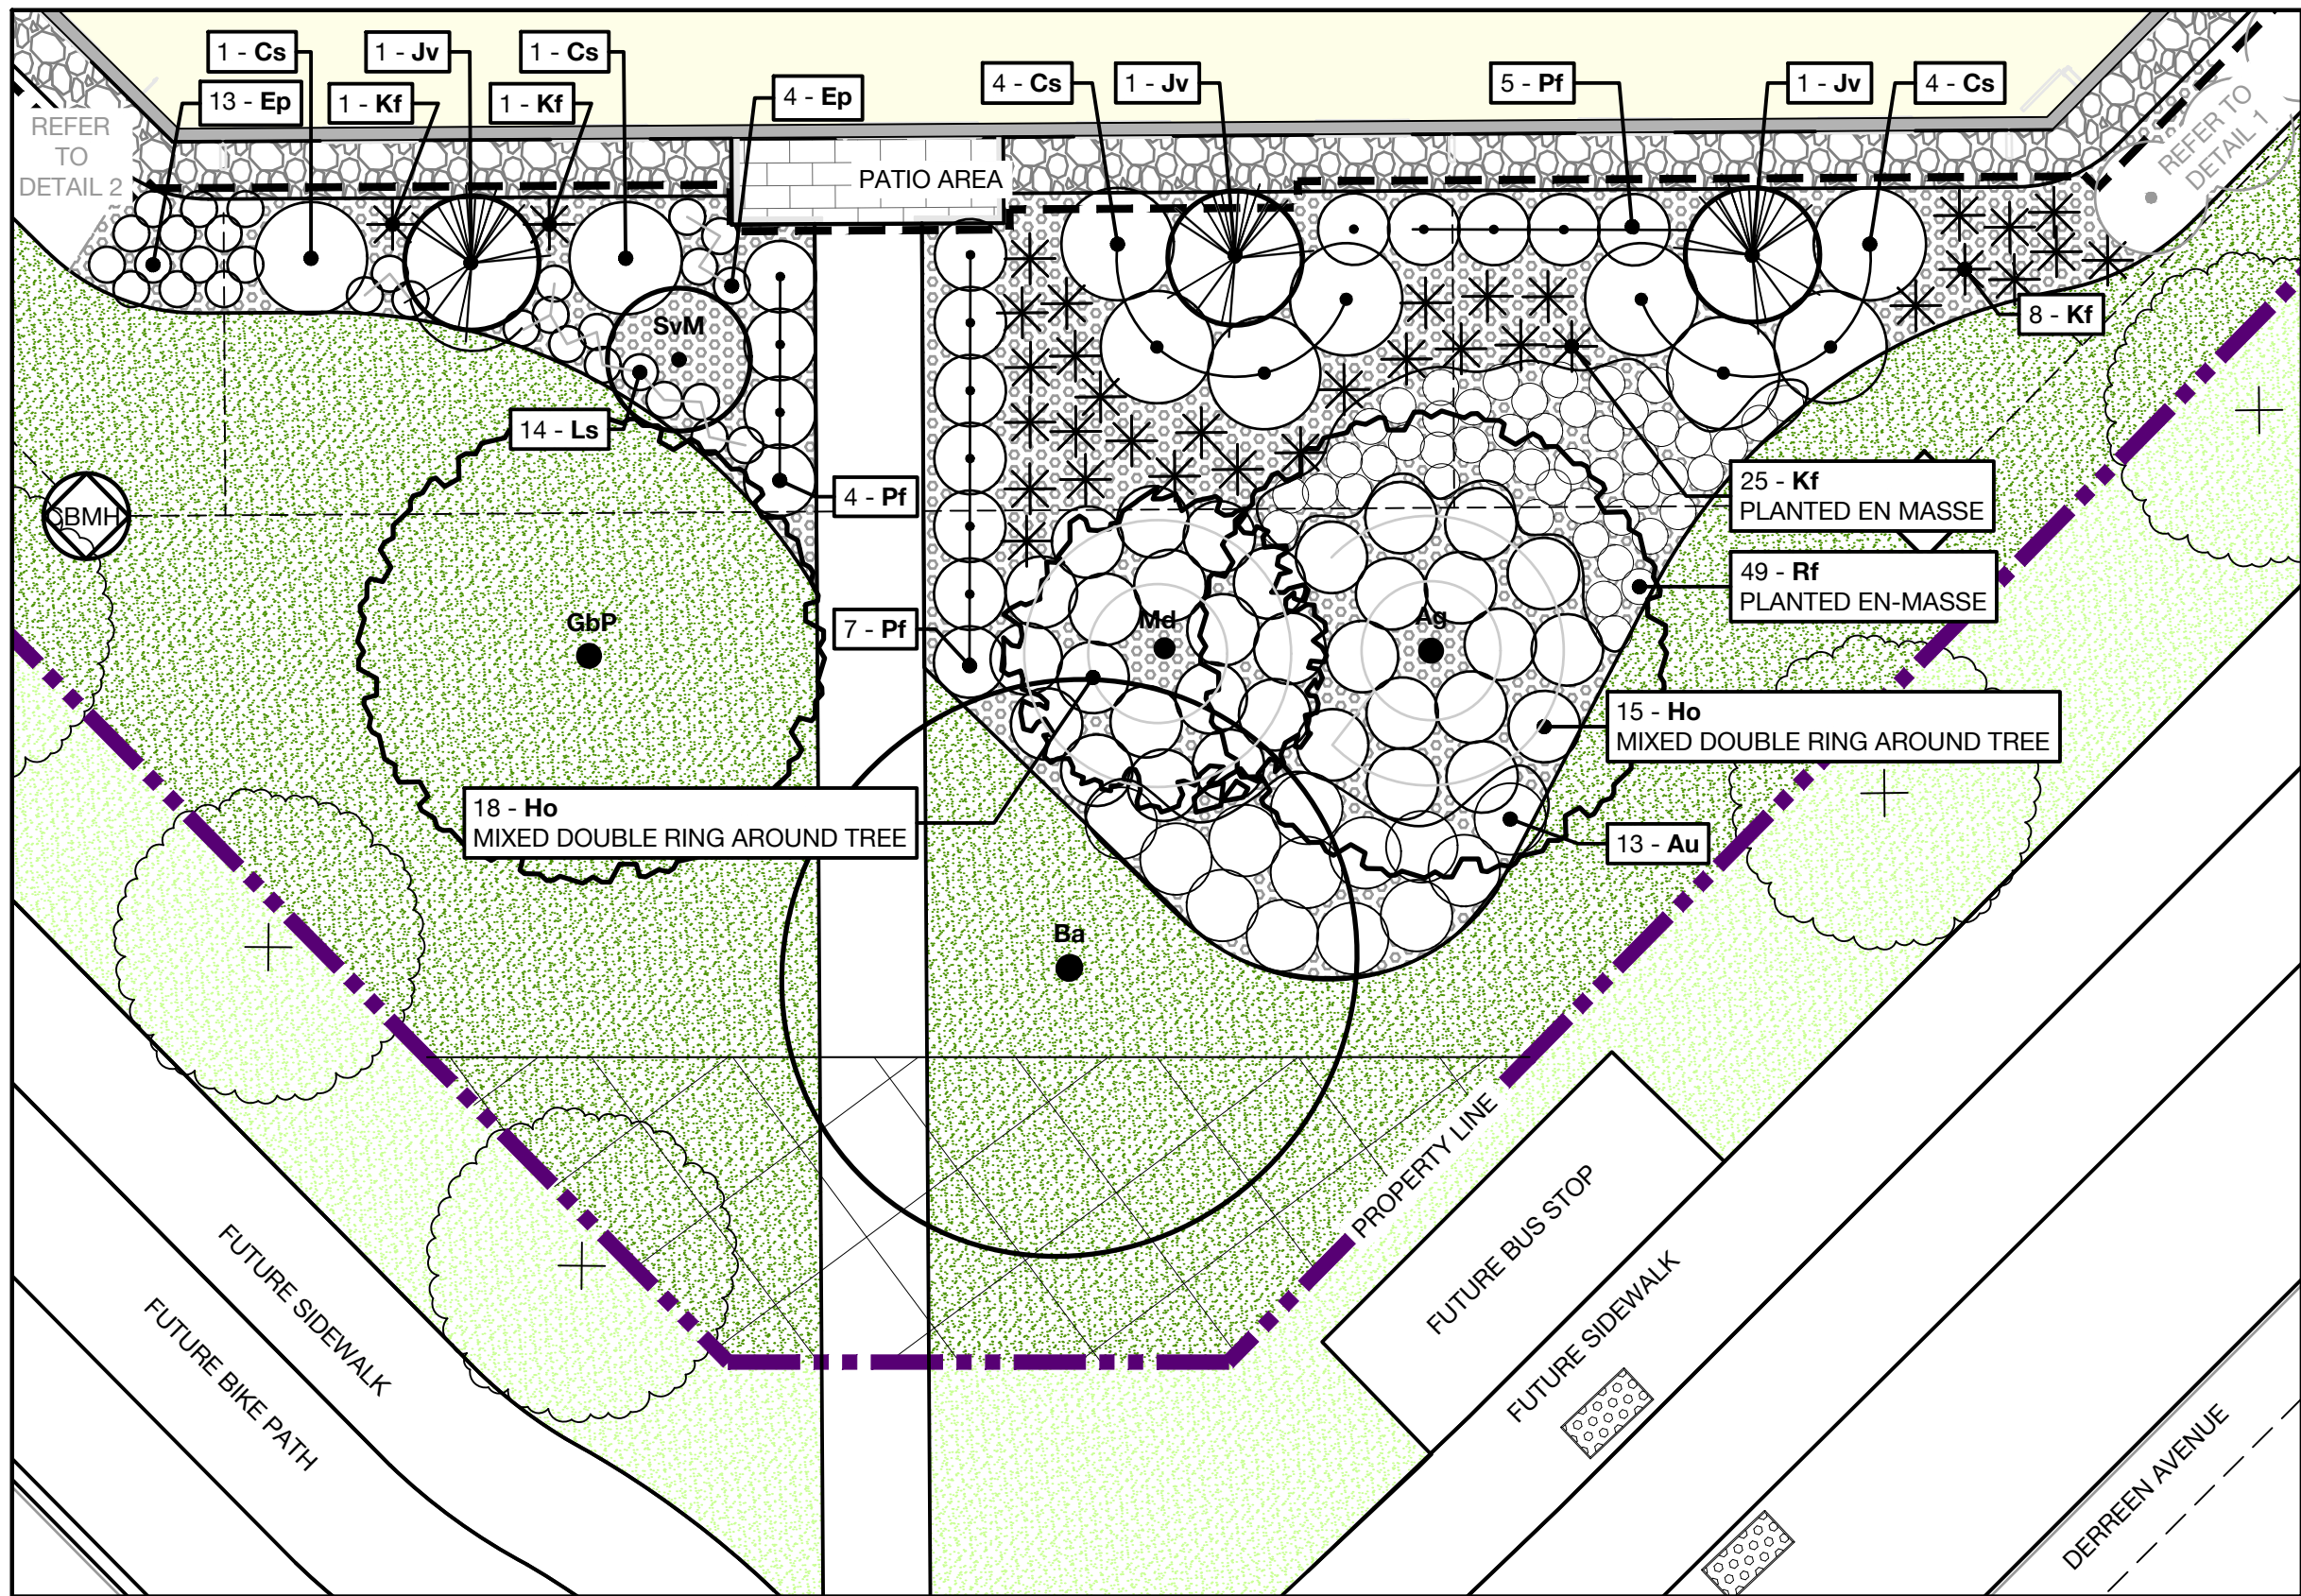 1 - Cs
1 - Jv
1 - Cs
13 - Ep
1 - Kf
1 - Kf
4 - Ep
4 - Cs
1 - Jv
5 - Pf
1 - Jv
4 - Cs
REFER
TO
DETAIL 2
PATIO AREA
REFER TO
DETAIL 1
SvM
8 - Kf
14 - Ls
4 - Pf
25 - Kf
PLANTED EN MASSE
CBMH
49 - Rf
PLANTED EN-MASSE
GbP
7 - Pf
Md
Ag
15 - Ho
MIXED DOUBLE RING AROUND TREE
18 - Ho
MIXED DOUBLE RING AROUND TREE
13 - Au
Ba
PROPERTY LINE
FUTURE BUS STOP
FUTURE SIDEWALK
FUTURE SIDEWALK
FUTURE BIKE PATH
DERREEN AVENUE